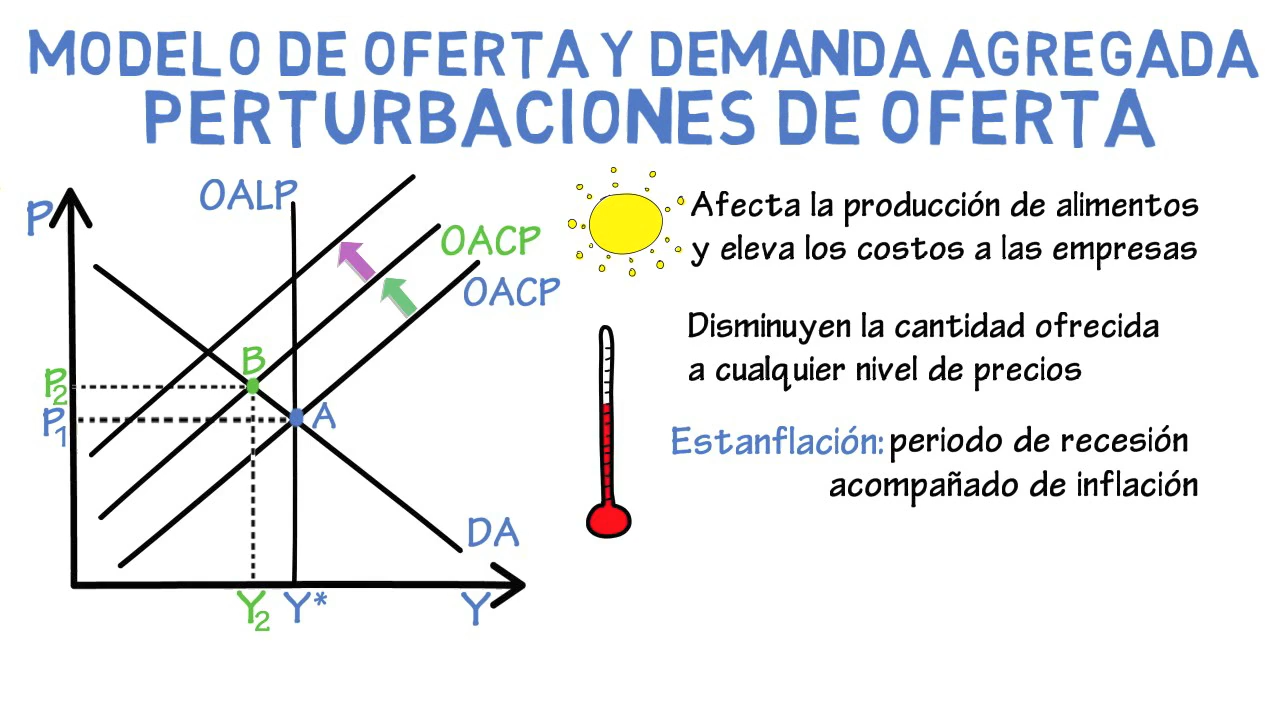 MODELO DE OFERTA Y DEMANDA AGREGADA
PERTURBACIONES DE OFERTA
P
OALP
OACP
OACP
B
A
P2
P1
DA
Y2
Y*
Y
Afecta la producción de alimentos
y eleva los costos a las empresas
Disminuyen la cantidad ofrecida
a cualquier nivel de precios
Estanflación: periodo de recesión
acompañado de inflación